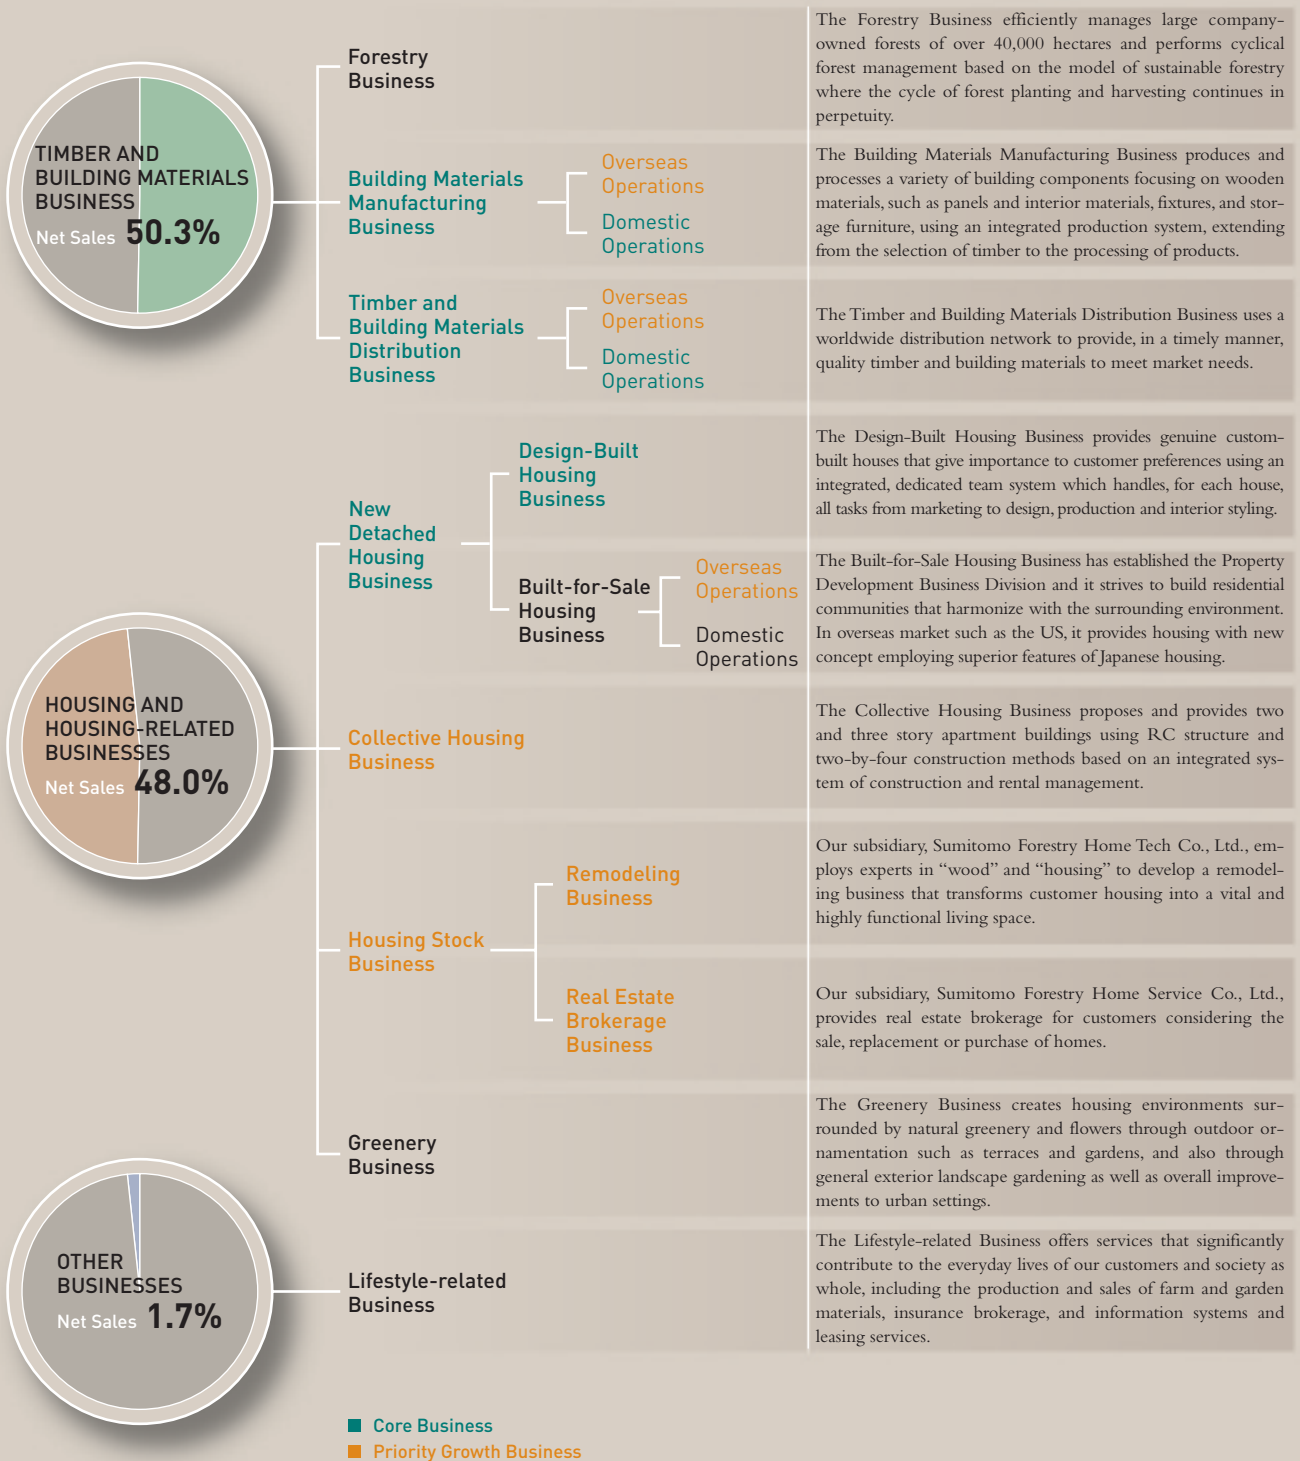 TIMBER AND
BUILDING MATERIALS
BUSINESS
Net Sales 50.3%
Forestry
Business
The Forestry Business efficiently manages large company-
owned forests of over 40,000 hectares and performs cyclical
forest management based on the model of sustainable forestry
where the cycle of forest planting and harvesting continues in
perpetuity.
Building Materials
Manufacturing
Business
Overseas
Operations
Domestic
Operations
The Building Materials Manufacturing Business produces and
processes a variety of building components focusing on wooden
materials, such as panels and interior materials, fixtures, and stor-
age furniture, using an integrated production system, extending
from the selection of timber to the processing of products.
Timber and
Building Materials
Distribution
Business
Overseas
Operations
Domestic
Operations
The Timber and Building Materials Distribution Business uses a
worldwide distribution network to provide, in a timely manner,
quality timber and building materials to meet market needs.
HOUSING AND
HOUSING-RELATED
BUSINESSES
Net Sales 48.0%
New
Detached
Housing
Business
Design-Built
Housing
Business
The Design-Built Housing Business provides genuine custom-
built houses that give importance to customer preferences using an
integrated, dedicated team system which handles, for each house,
all tasks from marketing to design, production and interior styling.
Built-for-Sale
Housing
Business
Overseas
Operations
Domestic
Operations
The Built-for-Sale Housing Business has established the Property
Development Business Division and it strives to build residential
communities that harmonize with the surrounding environment.
In overseas market such as the US, it provides housing with new
concept employing superior features of Japanese housing.
Collective Housing
Business
The Collective Housing Business proposes and provides two
and three story apartment buildings using RC structure and
two-by-four construction methods based on an integrated sys-
tem of construction and rental management.
Housing Stock
Business
Remodeling
Business
Our subsidiary, Sumitomo Forestry Home Tech Co., Ltd., em-
ploys experts in “wood” and “housing” to develop a remodel-
ing business that transforms customer housing into a vital and
highly functional living space.
Real Estate
Brokerage
Business
Our subsidiary, Sumitomo Forestry Home Service Co., Ltd.,
provides real estate brokerage for customers considering the
sale, replacement or purchase of homes.
Greenery
Business
The Greenery Business creates housing environments sur-
rounded by natural greenery and flowers through outdoor or-
namentation such as terraces and gardens, and also through
general exterior landscape gardening as well as overall improve-
ments to urban settings.
OTHER
BUSINESSES
Net Sales 1.7%
Lifestyle-related
Business
The Lifestyle-related Business offers services that significantly
contribute to the everyday lives of our customers and society as
whole, including the production and sales of farm and garden
materials, insurance brokerage, and information systems and
leasing services.
Core Business
Priority Growth Business